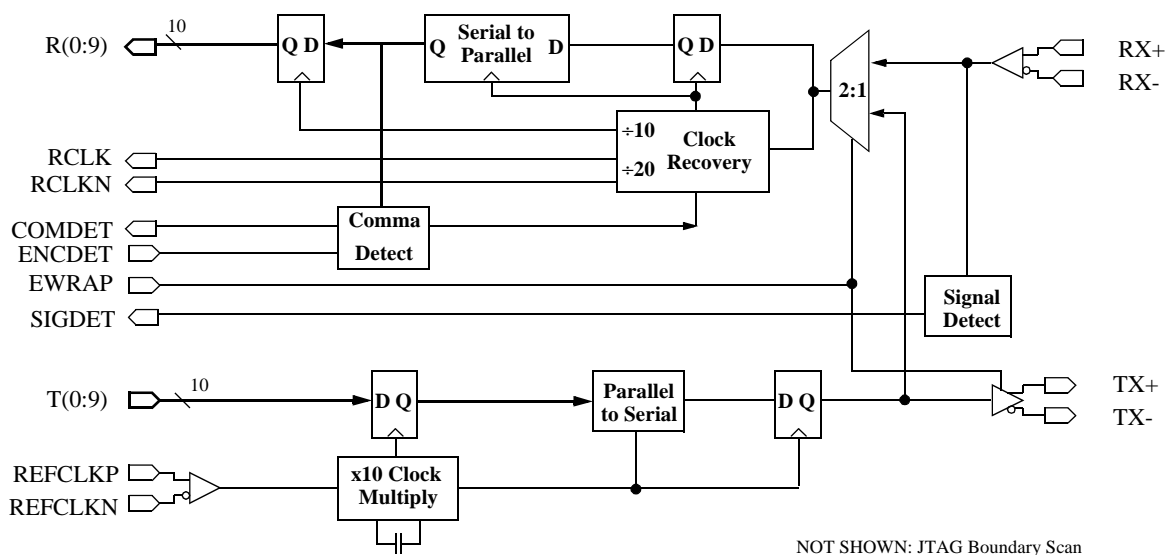 R(0:9)
10
Q D
Q
Serial to
Parallel
D
Q D
2:1
RX+
RX-
÷10
÷20
Clock
Recovery
RCLK
RCLKN
COMDET
ENCDET
Comma
Detect
EWRAP
SIGDET
Signal
Detect
T(0:9)
10
D Q
Parallel
to Serial
D Q
TX+
TX-
REFCLKP
REFCLKN
x10 Clock
Multiply
NOT SHOWN: JTAG Boundary Scan